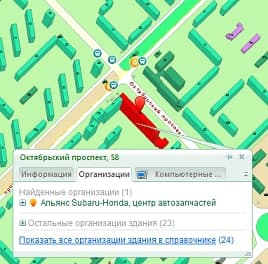 Октябрьский проспект
Октябрьский проспект, 58
Информация Организации Компьютерные ...
Найденные организации (1)
Альянс Subaru-Honda, центр автозапчастей
Остальные организации здания (23)
Показать все организации здания в справочнике (24)